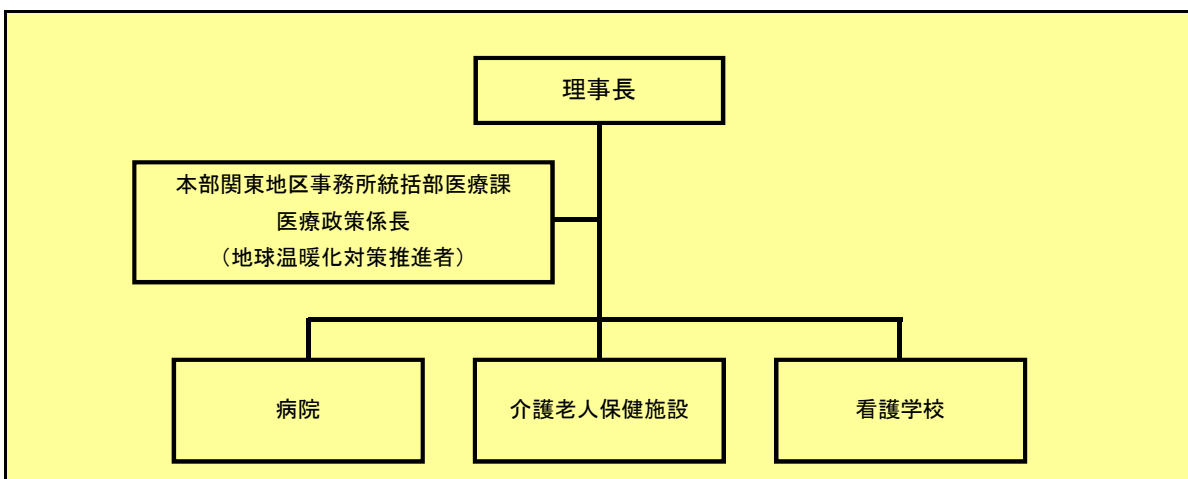 理事長
本部関東地区事務所統括部医療課
医療政策係長
（地球温暖化対策推進者）
病院
介護老人保健施設
看護学校